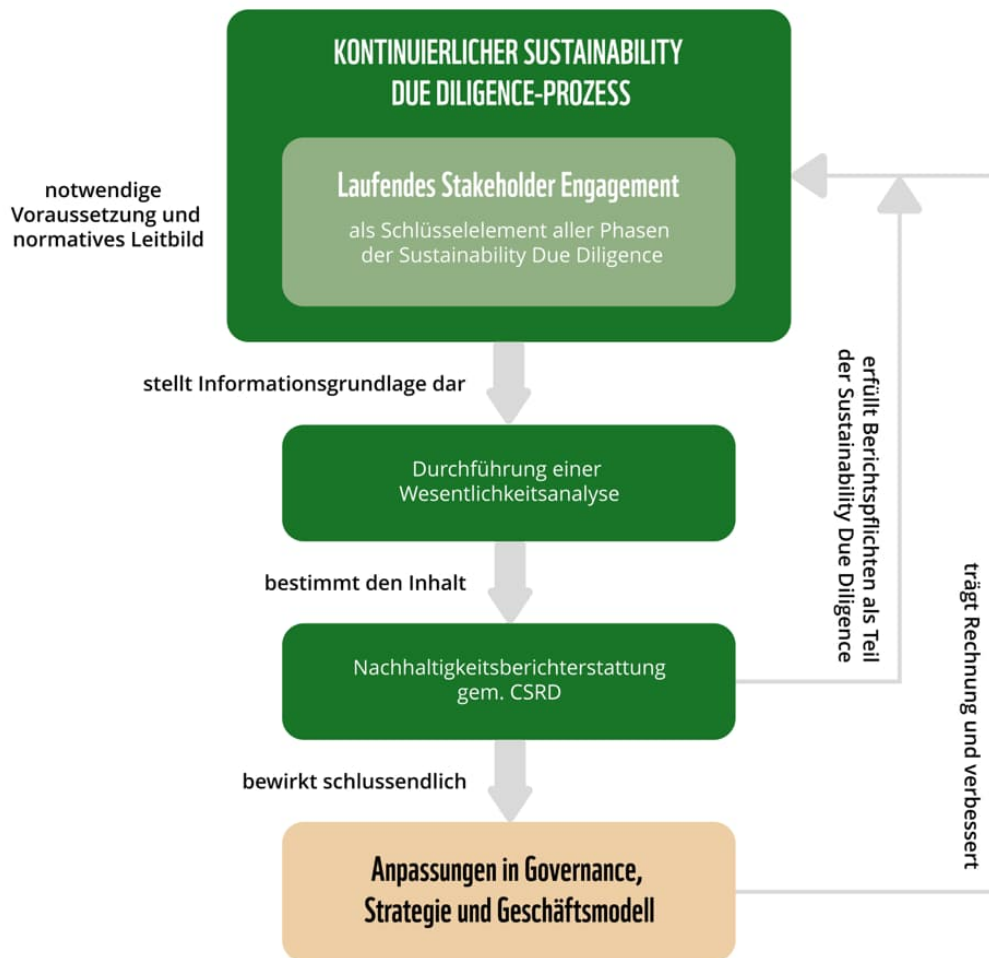 KONTINUIERLICHER SUSTAINABILITY
DUE DILIGENCE-PROZESS
Laufendes Stakeholder Engagement
als Schlüsselelement aller Phasen
der Sustainability Due Diligence
notwendige
Voraussetzung und
normatives Leitbild
stellt Informationsgrundlage dar
Durchführung einer
Wesentlichkeitsanalyse
bestimmt den Inhalt
Nachhaltigkeitsberichterstattung
gem. CSRD
bewirkt schlussendlich
Anpassungen in Governance,
Strategie und Geschäftsmodell
erfüllt Berichtspflichten als Teil
der Sustainability Due Diligence
trägt Rechnung und verbessert